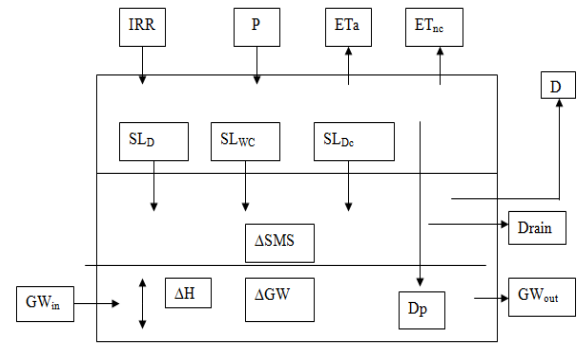 IRR P ETa ETnc
D
SLD SLWC SLDc
Drain
ΔSMS
GWin ΔH ΔGW Dp GWout